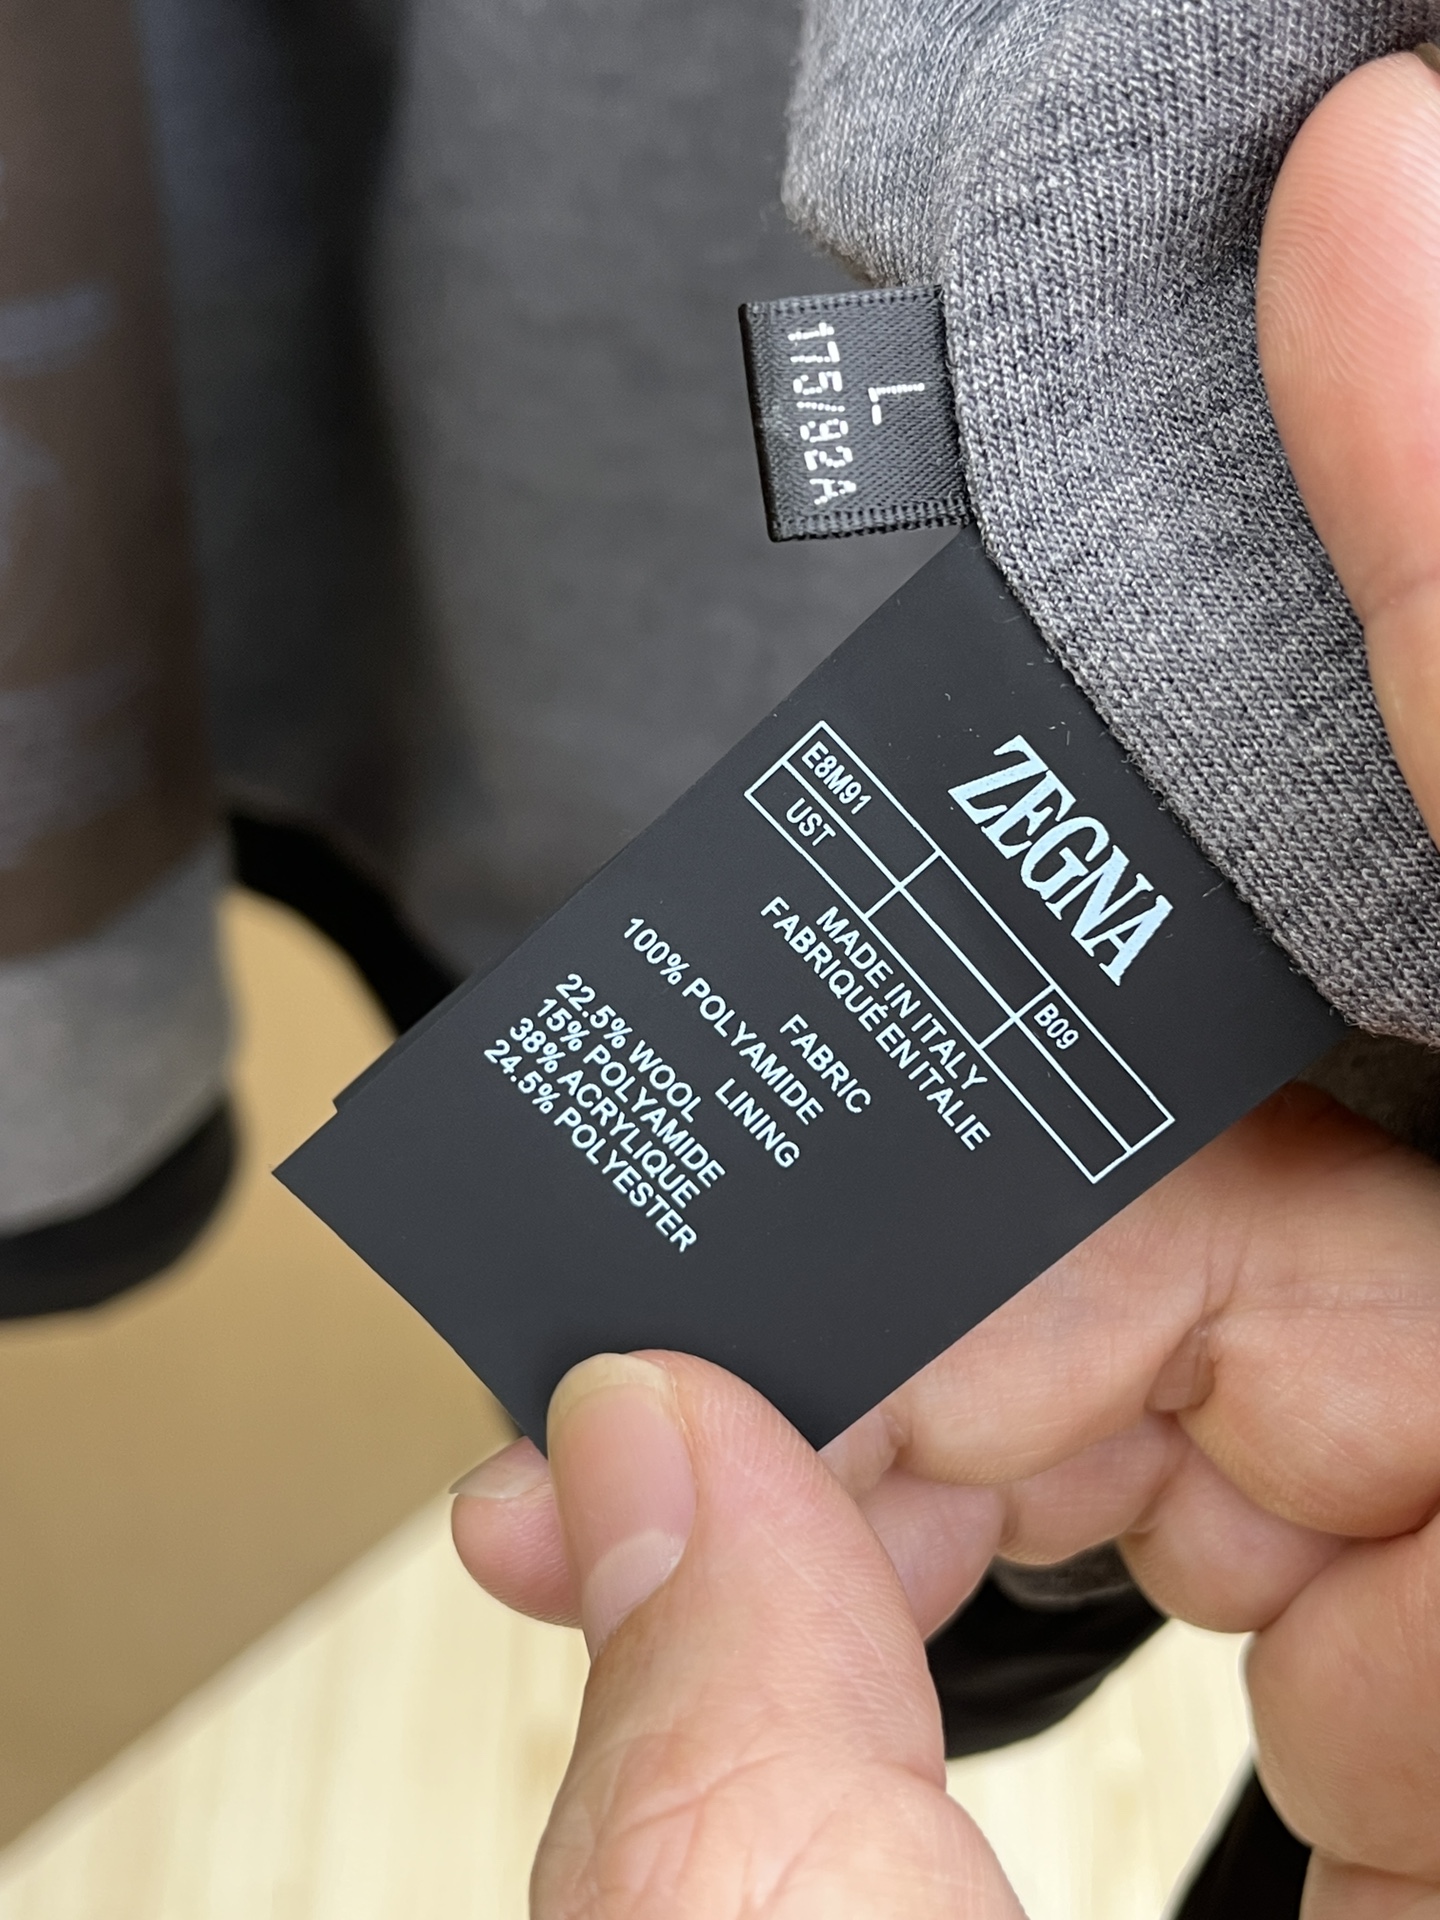 L
175/92A
ZEGNA
E8M91 B09
UST
MADE IN ITALY
FABRIQUÉ EN ITALIE
FABRIC
100% POLYAMIDE
LINING
22.5% WOOL
15% POLYAMIDE
38% ACRYLIQUE
24.5% POLYESTER